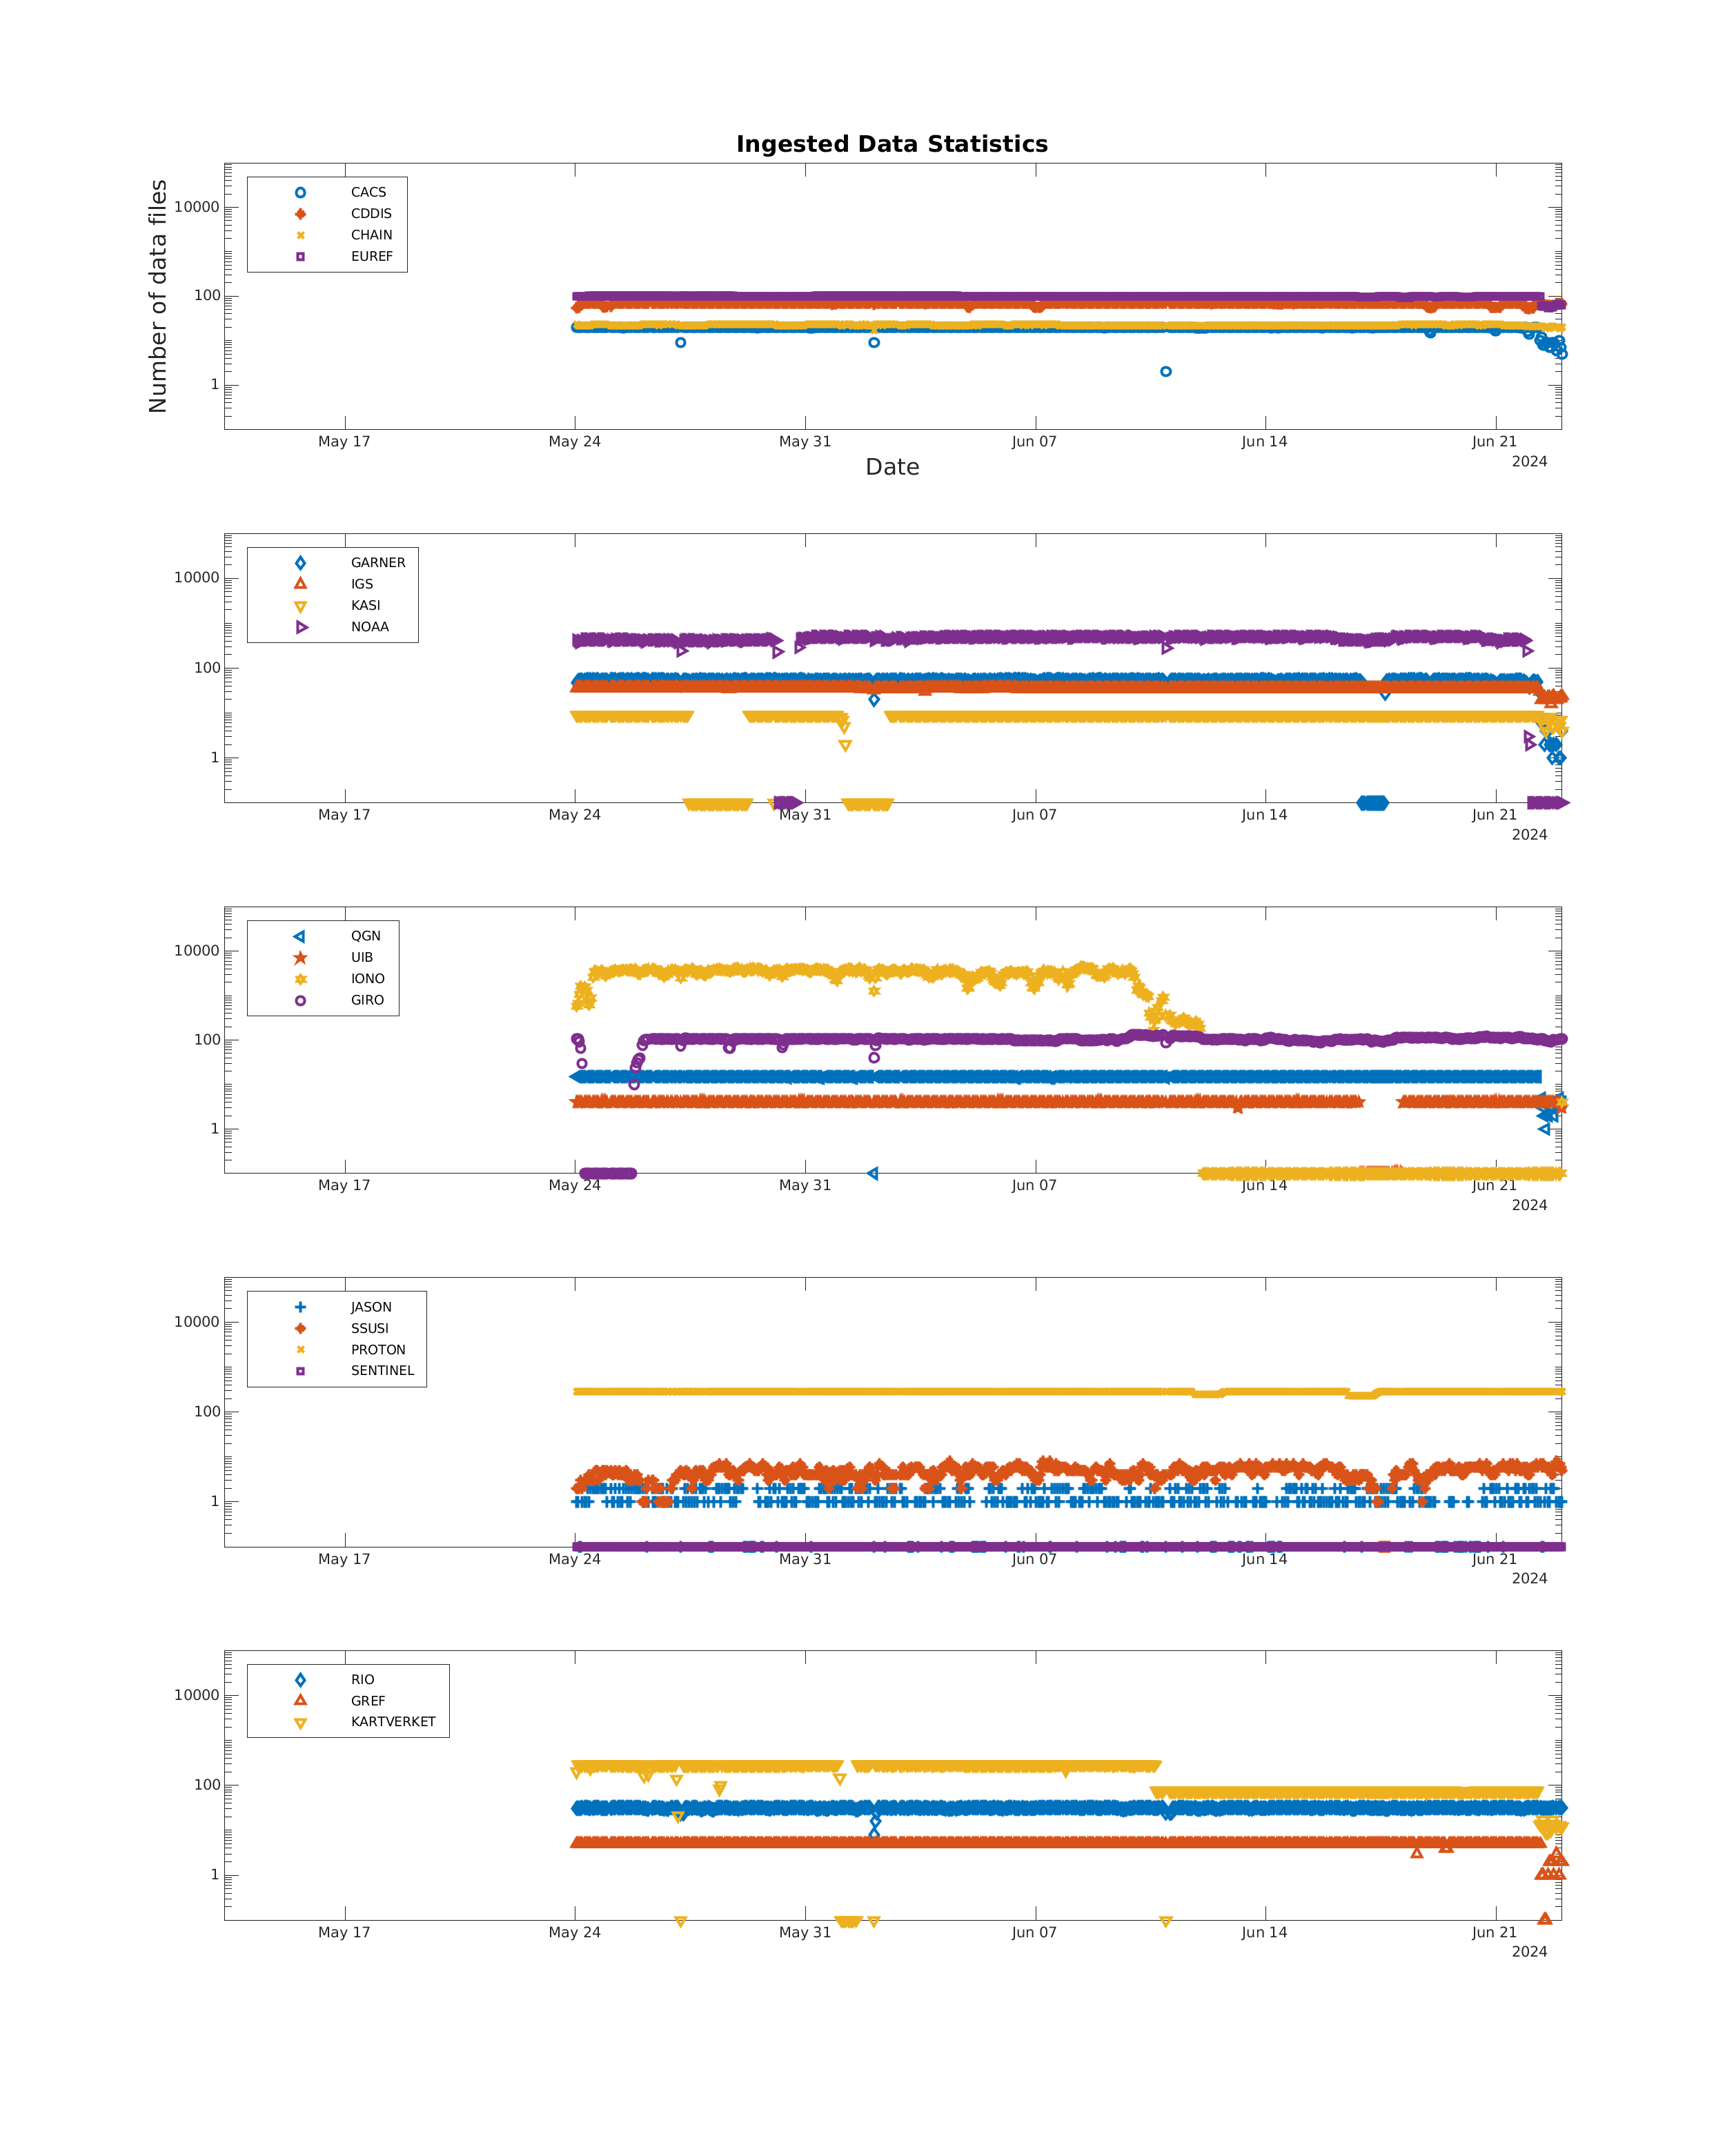 Ingested Data Statistics
Number of data files
CACS
CDDIS
CHAIN
EUREF
10000
100
1
May 17 May 24 May 31 Jun 07 Jun 14 Jun 21
2024
Date
GARNER
IGS
KASI
NOAA
10000
100
1
May 17 May 24 May 31 Jun 07 Jun 14 Jun 21
2024
QGN
UIB
IONO
GIRO
10000
100
1
May 17 May 24 May 31 Jun 07 Jun 14 Jun 21
2024
JASON
SSUSI
PROTON
SENTINEL
10000
100
1
May 17 May 24 May 31 Jun 07 Jun 14 Jun 21
2024
RIO
GREF
KARTVERKET
10000
100
1
May 17 May 24 May 31 Jun 07 Jun 14 Jun 21
2024